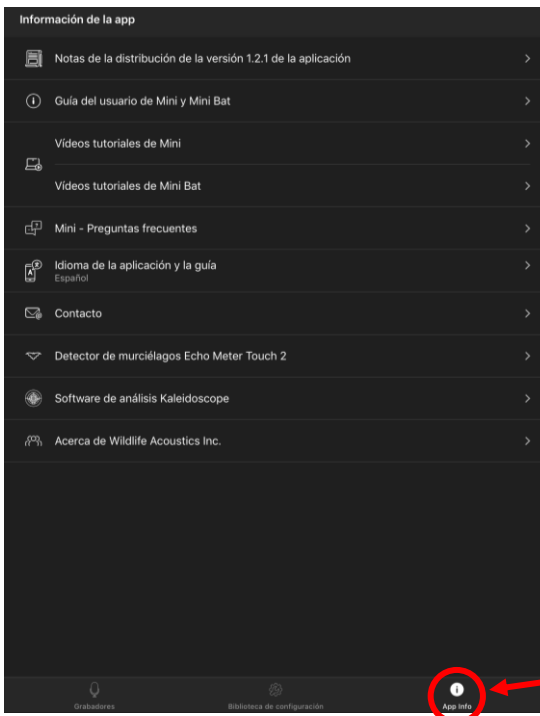 Información de la app
Notas de la distribución de la versión 1.2.1 de la aplicación
Guía del usuario de Mini y Mini Bat
Vídeos tutoriales de Mini
Vídeos tutoriales de Mini Bat
Mini - Preguntas frecuentes
Idioma de la aplicación y la guía
Español
Contacto
Detector de murciélagos Echo Meter Touch 2
Software de análisis Kaleidoscope
Acerca de Wildlife Acoustics Inc.
Grabadores
Biblioteca de configuración
App Info